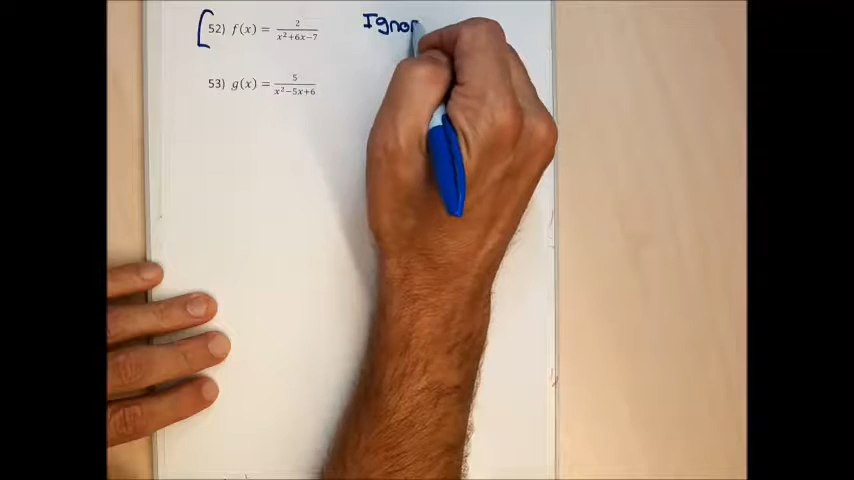 52) f(x) = 2/(x²+6x−7) Ignor
53) g(x) = 5/(x²−5x+6)